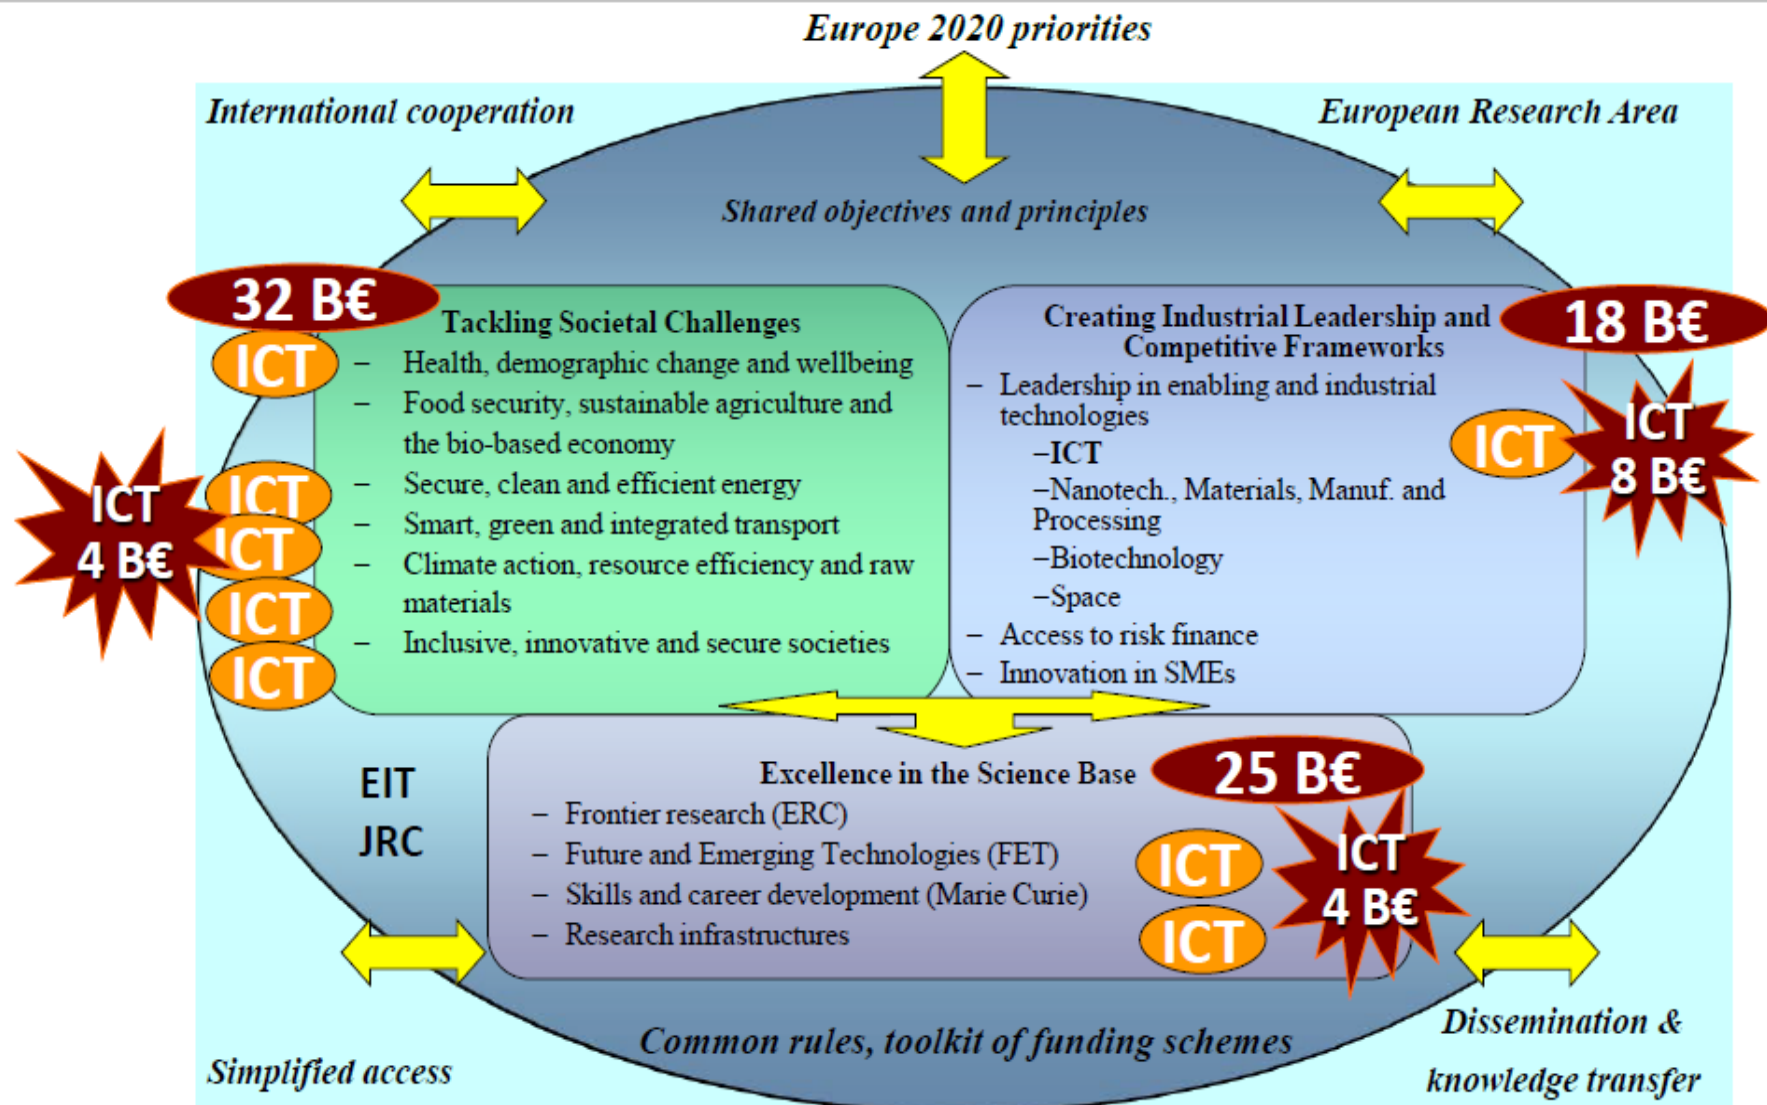 Europe 2020 priorities
International cooperation
European Research Area
Shared objectives and principles
32 B€
Tackling Societal Challenges
ICT
– Health, demographic change and wellbeing
– Food security, sustainable agriculture and
the bio-based economy
ICT
– Secure, clean and efficient energy
ICT
– Smart, green and integrated transport
ICT
– Climate action, resource efficiency and raw
materials
ICT
– Inclusive, innovative and secure societies
ICT
4 B€
Creating Industrial Leadership and
Competitive Frameworks
18 B€
– Leadership in enabling and industrial
technologies
–ICT
ICT
ICT
8 B€
–Nanotech., Materials, Manuf. and
Processing
–Biotechnology
–Space
– Access to risk finance
– Innovation in SMEs
EIT
JRC
Excellence in the Science Base
25 B€
– Frontier research (ERC)
– Future and Emerging Technologies (FET)
ICT
– Skills and career development (Marie Curie)
– Research infrastructures
ICT
ICT
4 B€
Common rules, toolkit of funding schemes
Simplified access
Dissemination &
knowledge transfer